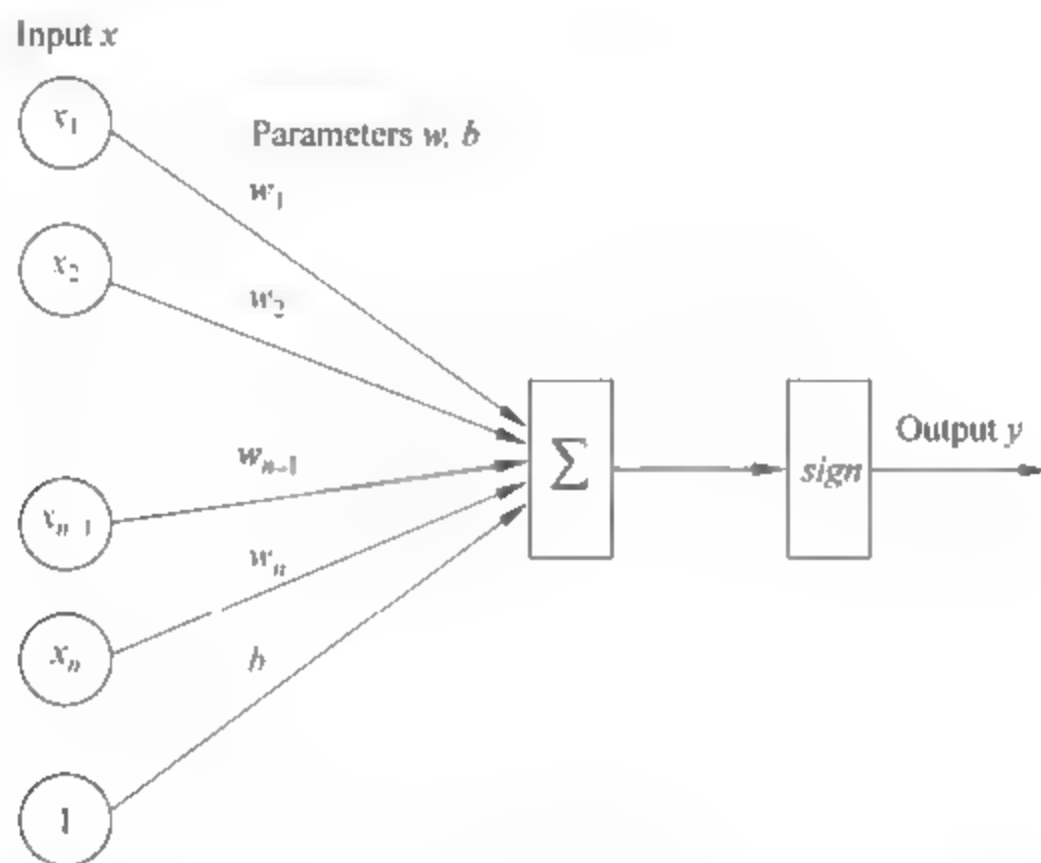 Input x
x₁
Parameters w, b
w₁
x₂
w₂
Σ
sign
Output y
wₙ₋₁
xₙ₋₁
wₙ
xₙ
b
1